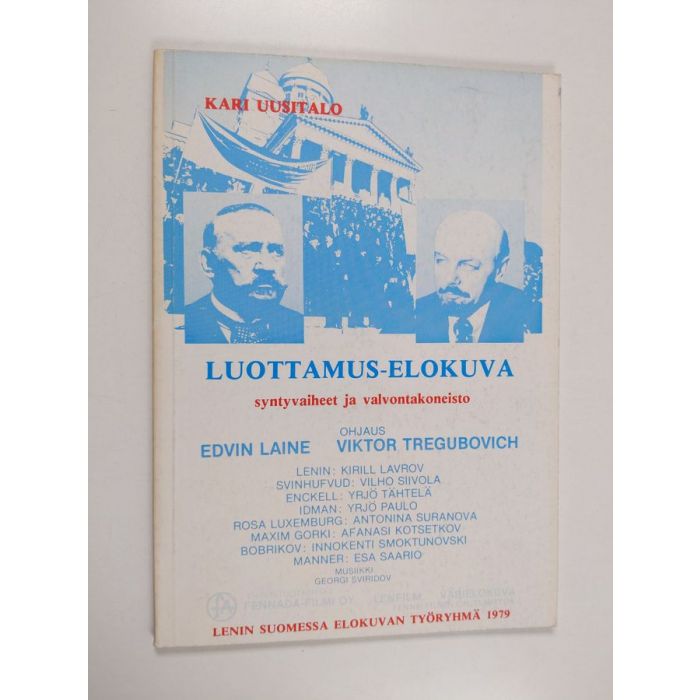 KARI UUSITALO
LUOTTAMUS-ELOKUVA
syntyvaiheet ja valvontakoneisto
OHJAUS
EDVIN LAINE VIKTOR TREGUBOVICH
LENIN: KIRILL LAVROV
SVINHUFVUD: VILHO SIIVOLA
ENCKELL: YRJÖ TÄHTELÄ
IDMAN: YRJÖ PAULO
ROSA LUXEMBURG: ANTONINA SURANOVA
MAXIM GORKI: AFANASI KOTSETKOV
BOBRIKOV: INNOKENTI SMOKTUNOVSKI
MANNER: ESA SAARIO
MUSIIKKI
GEORGI SVIRIDOV
FENNADA-FILMI OY LENFILM VÄRIELOKUVA
LENIN SUOMESSA ELOKUVAN TYÖRYHMÄ 1979